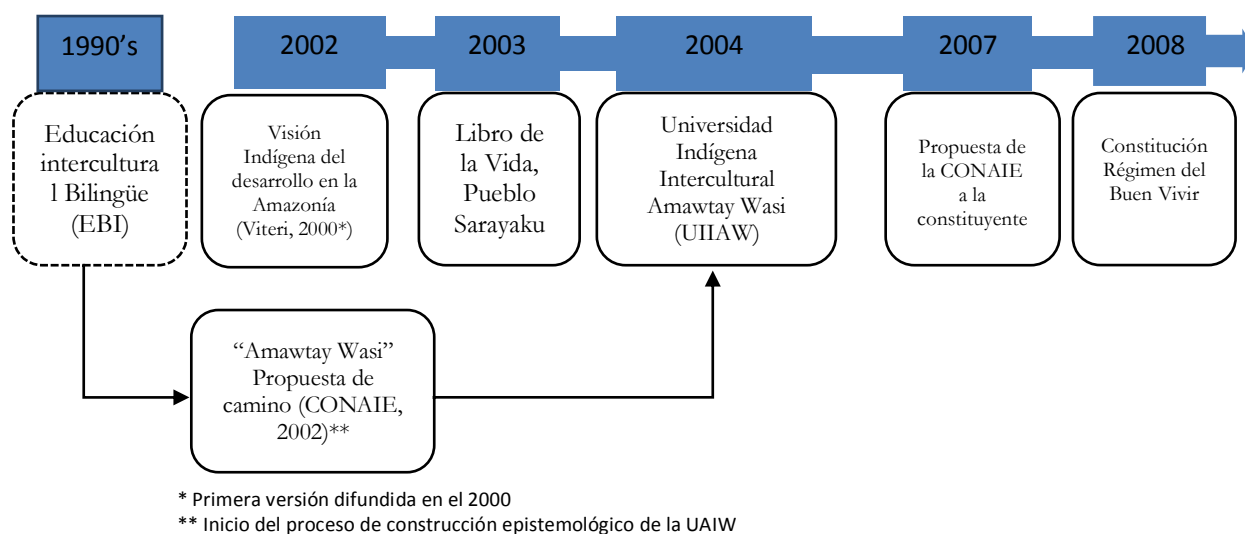 1990’s
2002
2003
2004
2007
2008
Educación
intercultura
l Bilingüe
(EBI)
Visión
Indígena del
desarrollo en la
Amazonía
(Viteri, 2000*)
Libro de
la Vida,
Pueblo
Sarayaku
Universidad
Indígena
Intercultural
Amawtay Wasi
(UIIAW)
Propuesta de
la CONAIE
a la
constituyente
Constitución
Régimen del
Buen Vivir
“Amawtay Wasi”
Propuesta de
camino (CONAIE,
2002)**
* Primera versión difundida en el 2000
** Inicio del proceso de construcción epistemológico de la UAIW